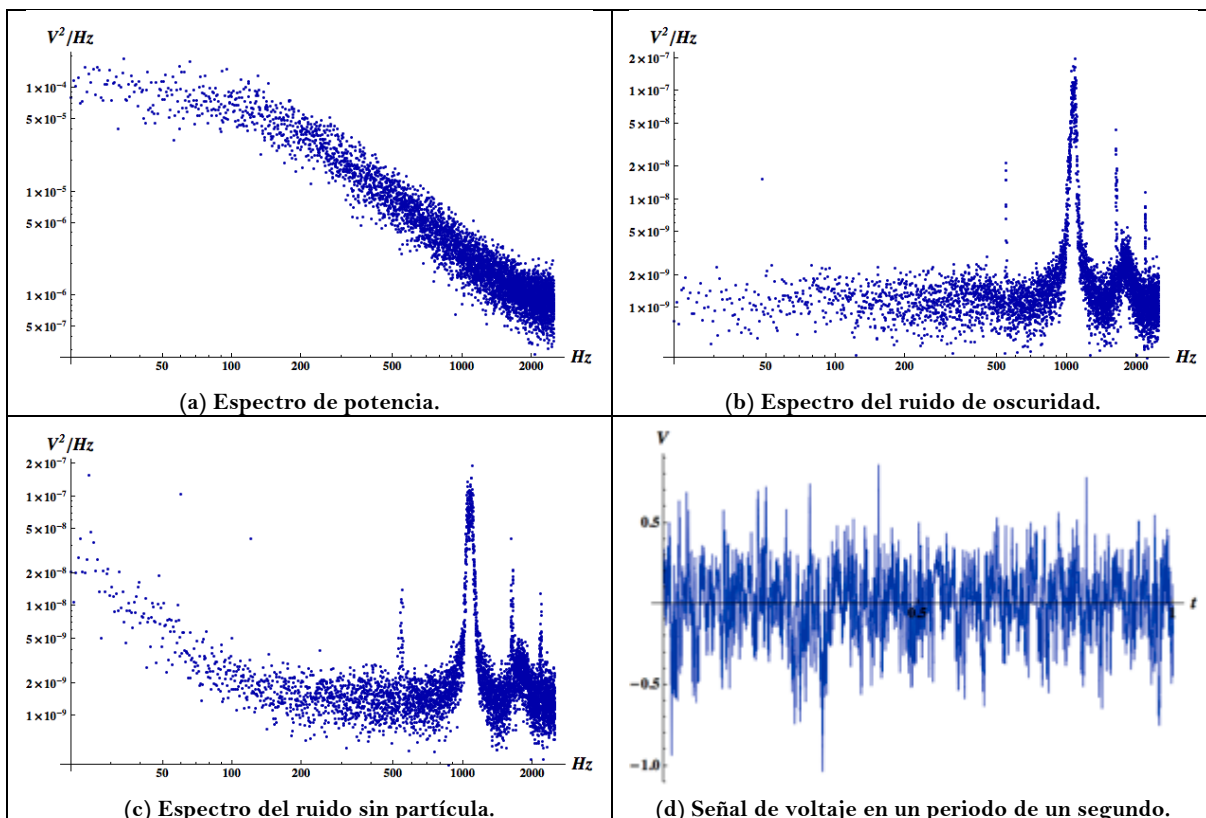 V²/Hz
1×10⁻⁴
5×10⁻⁵
1×10⁻⁵
5×10⁻⁶
1×10⁻⁶
5×10⁻⁷
50 100 200 500 1000 2000 Hz
(a) Espectro de potencia.
V²/Hz
2×10⁻⁷
1×10⁻⁷
5×10⁻⁸
2×10⁻⁸
1×10⁻⁸
5×10⁻⁹
2×10⁻⁹
1×10⁻⁹
50 100 200 500 1000 2000 Hz
(b) Espectro del ruido de oscuridad.
V²/Hz
2×10⁻⁷
1×10⁻⁷
5×10⁻⁸
2×10⁻⁸
1×10⁻⁸
5×10⁻⁹
2×10⁻⁹
1×10⁻⁹
50 100 200 500 1000 2000 Hz
(c) Espectro del ruido sin partícula.
V
0.5
0.5 1 t
−0.5
−1.0
(d) Señal de voltaje en un periodo de un segundo.